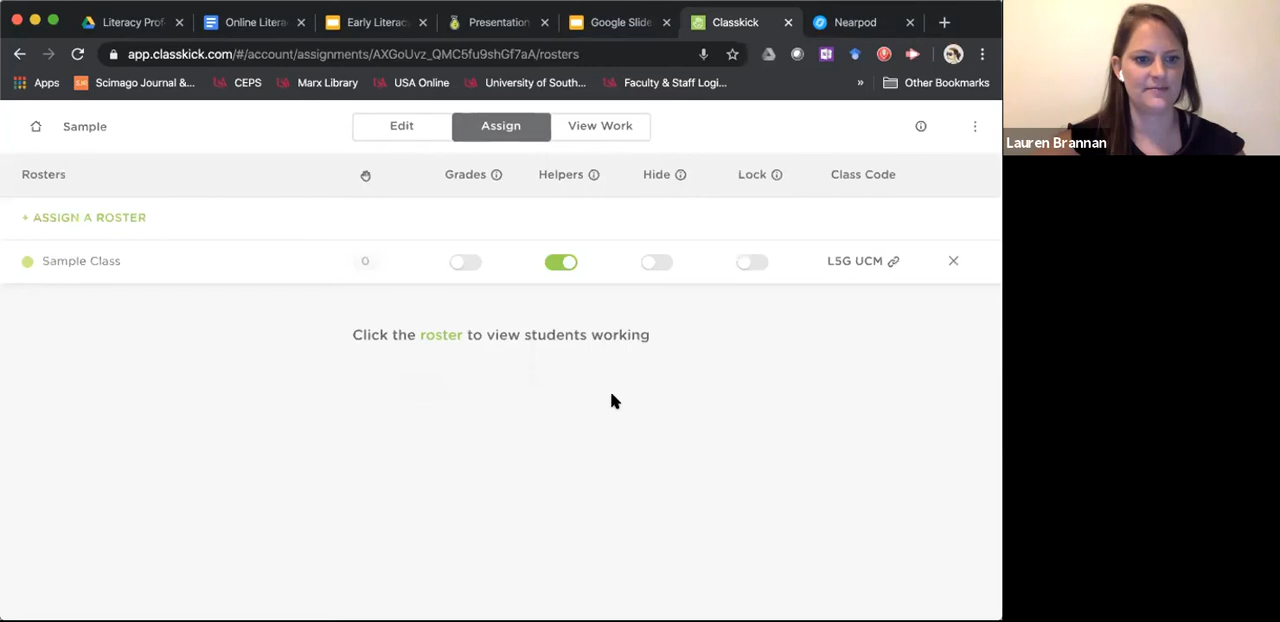 Literacy Prof
Online Litera
Early Literac
Presentation
Google Slide
Classkick
Nearpod
app.classkick.com/#/account/assignments/AXGoUvz_QMC5fu9shGf7aA/rosters
Apps
Scimago Journal &...
CEPS
Marx Library
USA Online
University of South...
Faculty & Staff Logi...
»
Other Bookmarks
Sample
Edit
Assign
View Work
Lauren Brannan
Rosters
Grades
Helpers
Hide
Lock
Class Code
+ ASSIGN A ROSTER
Sample Class
0
L5G UCM
Click the roster to view students working